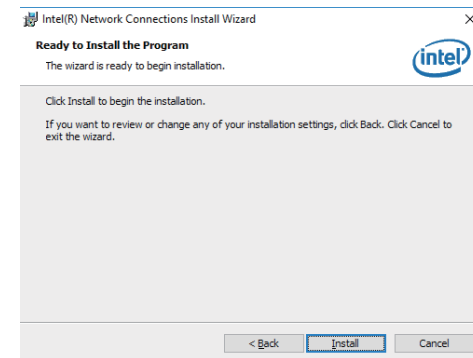 Intel(R) Network Connections Install Wizard
Ready to Install the Program
The wizard is ready to begin installation.
intel
Click Install to begin the installation.
If you want to review or change any of your installation settings, click Back. Click Cancel to
exit the wizard.
< Back
Install
Cancel